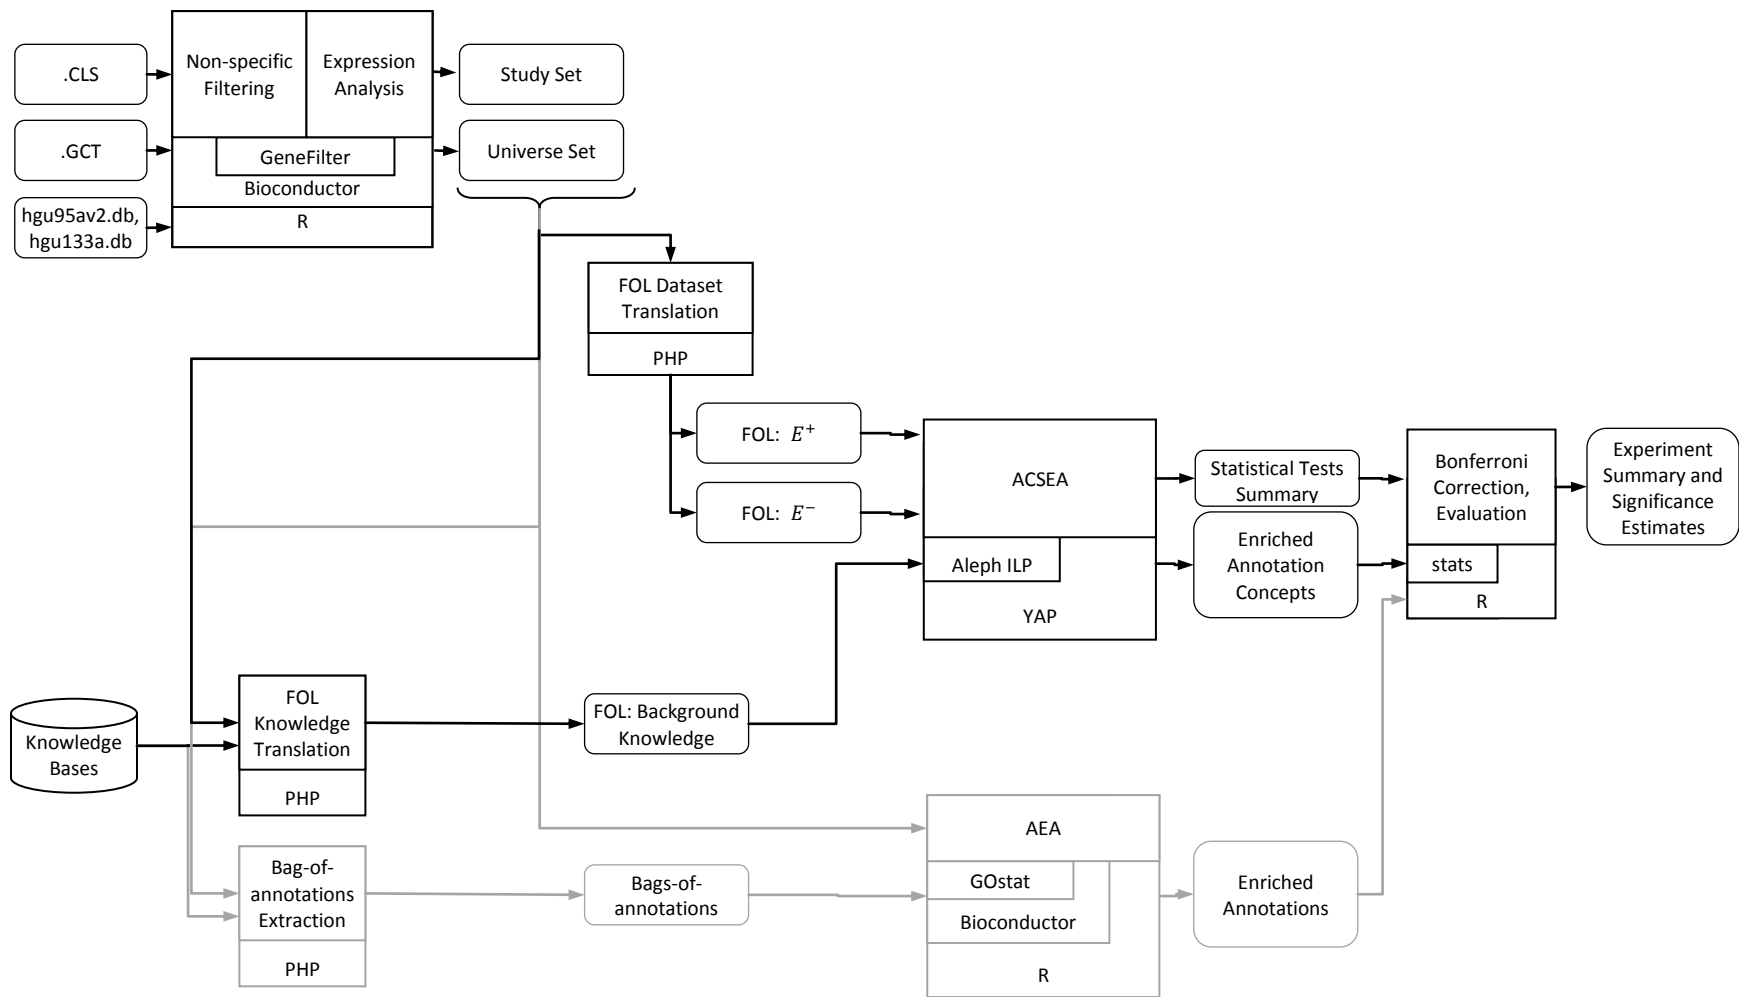 .CLS
Non-specific
Filtering
Expression
Analysis
Study Set
.GCT
GeneFilter
Bioconductor
Universe Set
hgu95av2.db,
hgu133a.db
R
FOL Dataset
Translation
PHP
FOL: E⁺
FOL: E⁻
ACSEA
Aleph ILP
YAP
Statistical Tests
Summary
Enriched
Annotation
Concepts
Bonferroni
Correction,
Evaluation
stats
R
Experiment
Summary and
Significance
Estimates
Knowledge
Bases
FOL
Knowledge
Translation
PHP
FOL: Background
Knowledge
Bag-of-
annotations
Extraction
PHP
Bags-of-
annotations
AEA
GOstat
Bioconductor
R
Enriched
Annotations